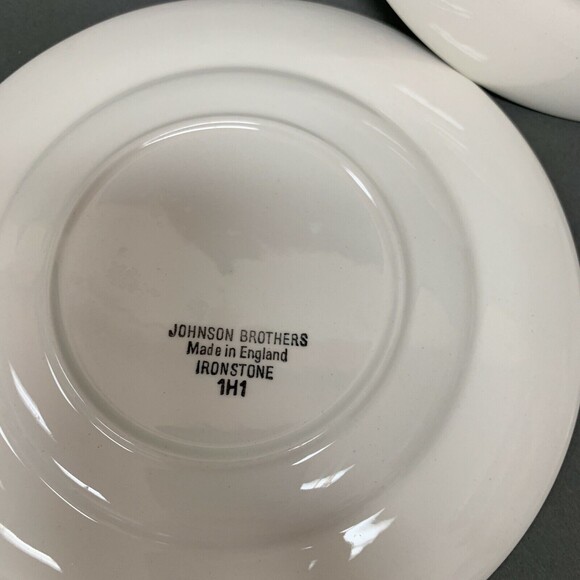 JOHNSON BROTHERS
Made in England
IRONSTONE
1H1